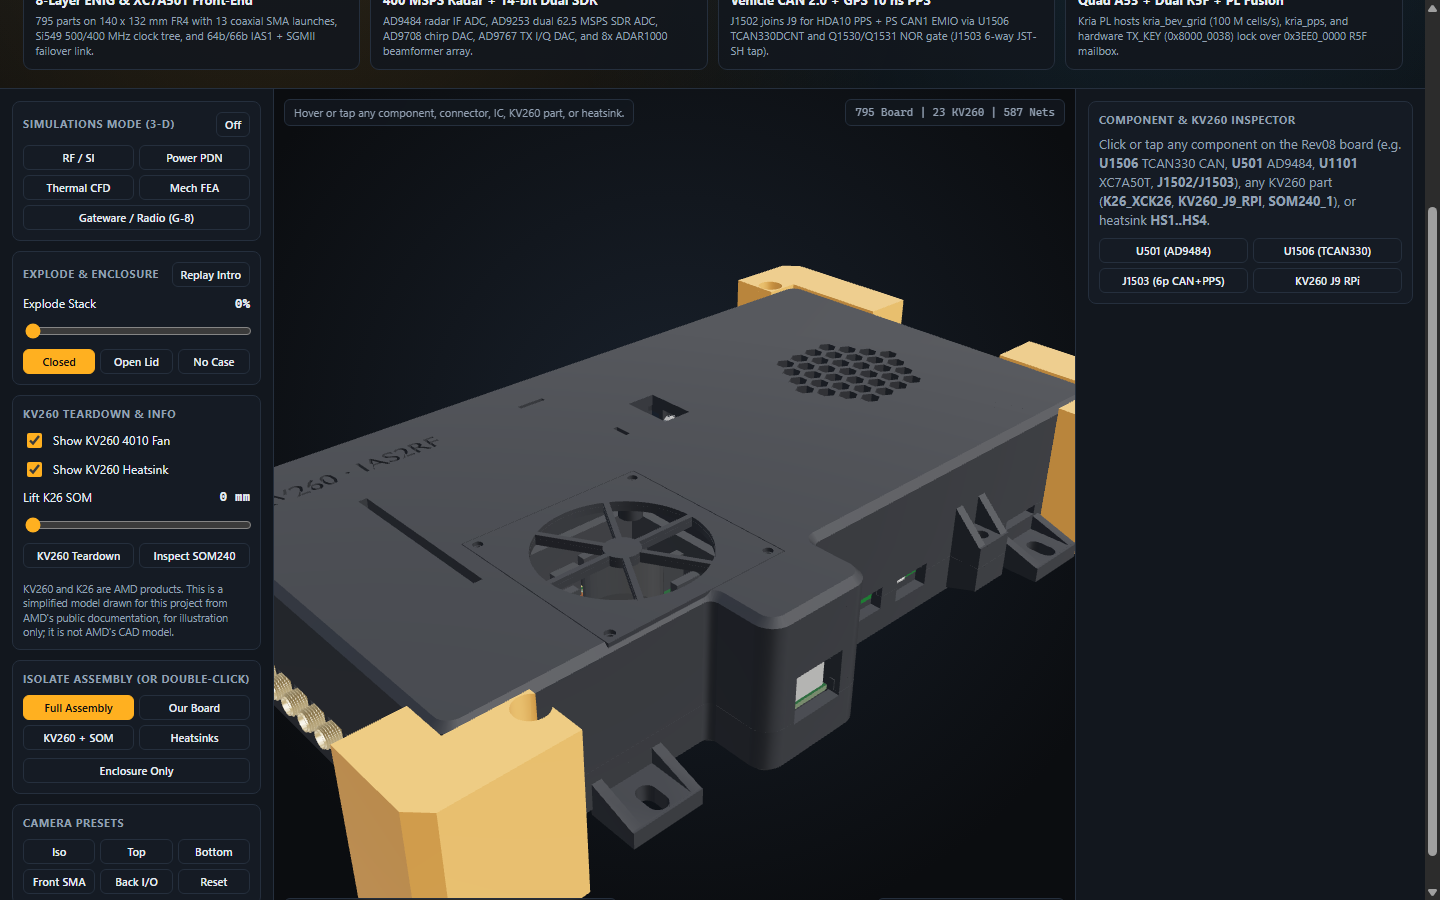 8-Layer ENIG & XC7A50T Front-End
795 parts on 140 x 132 mm FR4 with 13 coaxial SMA launches,
Si549 500/400 MHz clock tree, and 64b/66b IAS1 + SGMII
failover link.
400 MSPS Radar + 14-bit Dual SDR
AD9484 radar IF ADC, AD9253 dual 62.5 MSPS SDR ADC,
AD9708 chirp DAC, AD9767 TX I/Q DAC, and 8x ADAR1000
beamformer array.
Vehicle CAN 2.0 + GPS 10 ns PPS
J1502 joins J9 for HDA10 PPS + PS CAN1 EMIO via U1506
TCAN330DCNT and Q1530/Q1531 NOR gate (J1503 6-way JST-
SH tap).
Quad A53 + Dual R5F + PL Fusion
Kria PL hosts kria_bev_grid (100 M cells/s), kria_pps, and
hardware TX_KEY (0x8000_0038) lock over 0x3EE0_0000 R5F
mailbox.
SIMULATIONS MODE (3-D)
Off
RF / SI
Power PDN
Thermal CFD
Mech FEA
Gateware / Radio (G-8)
EXPLODE & ENCLOSURE
Replay Intro
Explode Stack
0%
Closed
Open Lid
No Case
KV260 TEARDOWN & INFO
Show KV260 4010 Fan
Show KV260 Heatsink
Lift K26 SOM
0 mm
KV260 Teardown
Inspect SOM240
KV260 and K26 are AMD products. This is a
simplified model drawn for this project from
AMD's public documentation, for illustration
only; it is not AMD's CAD model.
ISOLATE ASSEMBLY (OR DOUBLE-CLICK)
Full Assembly
Our Board
KV260 + SOM
Heatsinks
Enclosure Only
CAMERA PRESETS
Iso
Top
Bottom
Front SMA
Back I/O
Reset
Hover or tap any component, connector, IC, KV260 part, or heatsink.
795 Board | 23 KV260 | 587 Nets
KV260 · IAS2RF
COMPONENT & KV260 INSPECTOR
Click or tap any component on the Rev08 board (e.g.
U1506 TCAN330 CAN, U501 AD9484, U1101
XC7A50T, J1502/J1503), any KV260 part
(K26_XCK26, KV260_J9_RPI, SOM240_1), or
heatsink HS1..HS4.
U501 (AD9484)
U1506 (TCAN330)
J1503 (6p CAN+PPS)
KV260 J9 RPi